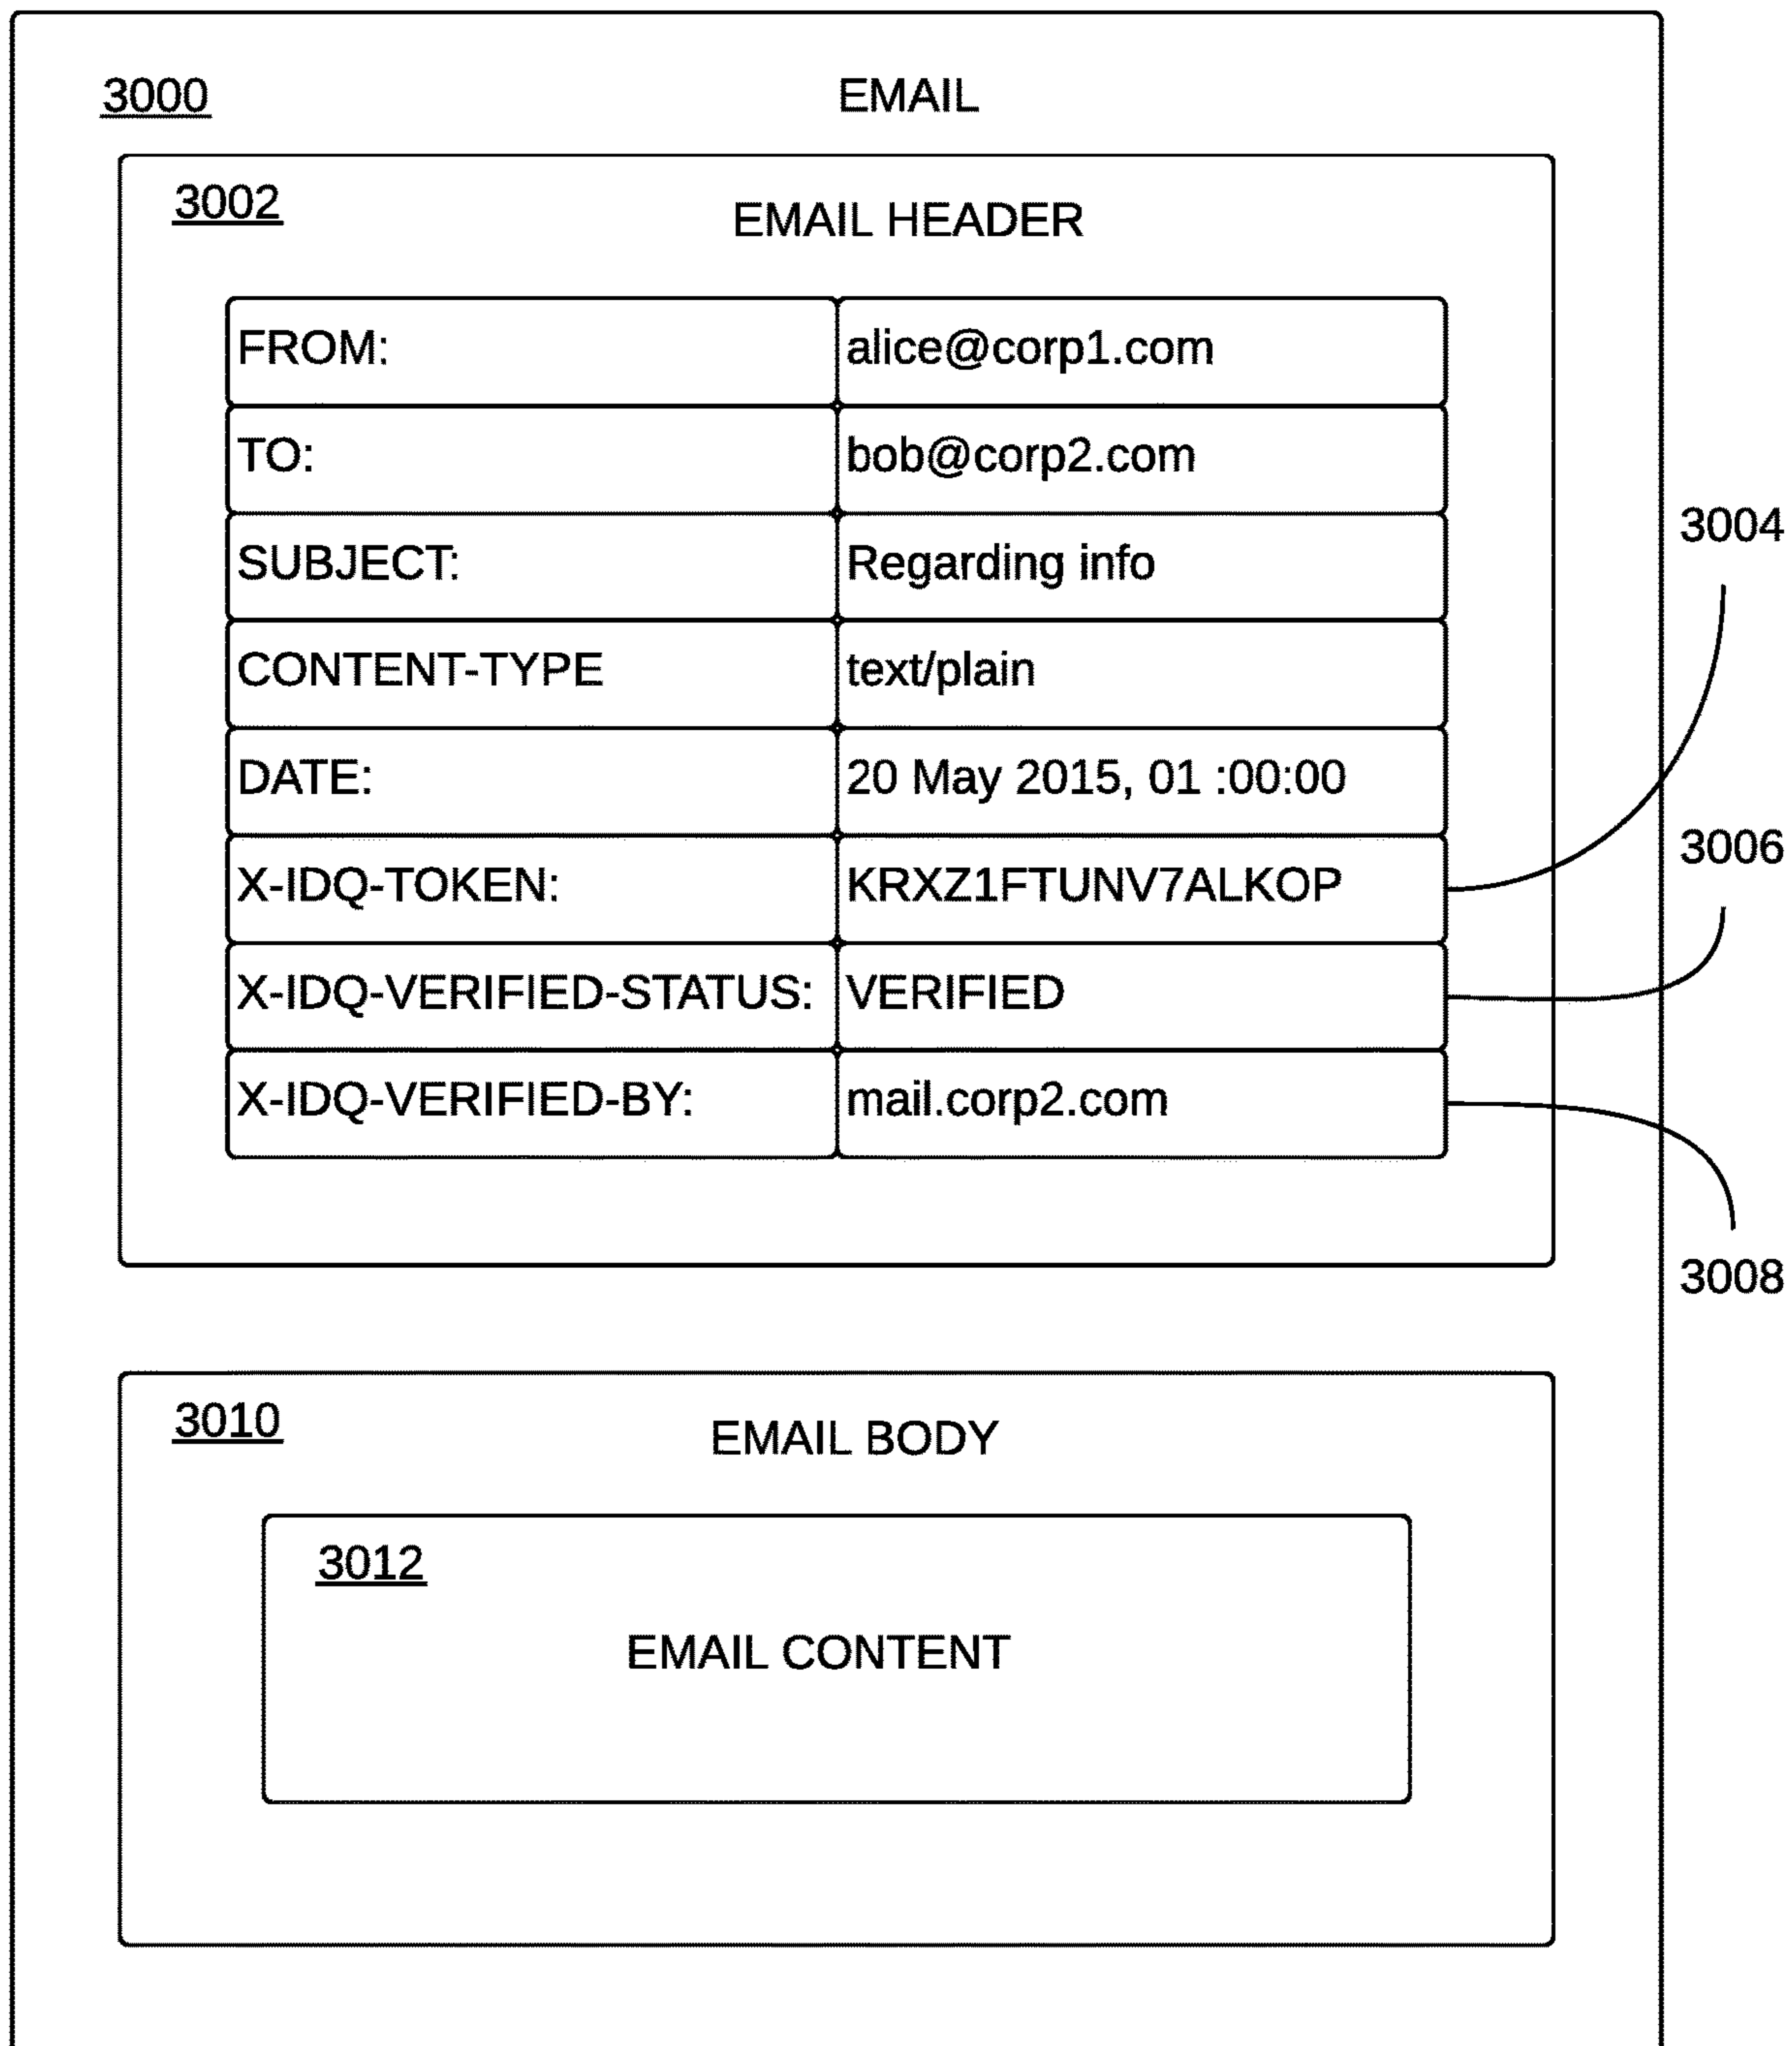 3000 EMAIL
3002
EMAIL HEADER
FROM: alice@corp1.com
TO: bob@corp2.com
3004
SUBJECT: Regarding info
CONTENT-TYPE text/plain
DATE: 20 May 2015, 01 :00:00
3006
X-IDQ-TOKEN: KRXZ1FTUNV7ALKOP
X-IDQ-VERIFIED-STATUS: VERIFIED
X-IDQ-VERIFIED-BY: mail.corp2.com
3008
3010
EMAIL BODY
3012
EMAIL CONTENT